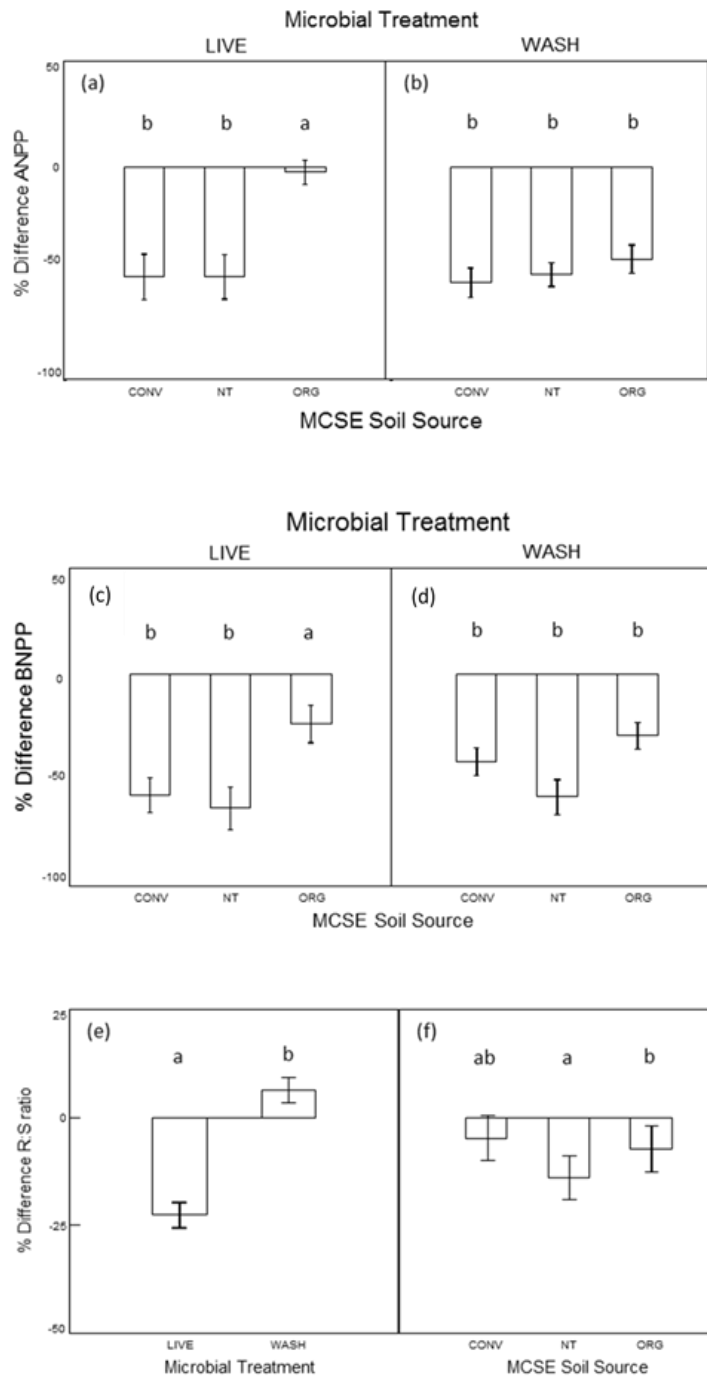 Microbial Treatment
LIVE WASH
50
(a) (b)
b b a b b b
0
% Difference ANPP
-50
-100
CONV NT ORG CONV NT ORG
MCSE Soil Source
Microbial Treatment
LIVE WASH
50
(c) (d)
b b a b b b
0
% Difference BNPP
-50
-100
CONV NT ORG CONV NT ORG
MCSE Soil Source
25
(e) (f)
a b ab a b
0
% Difference R:S ratio
-25
-50
LIVE WASH CONV NT ORG
Microbial Treatment MCSE Soil Source